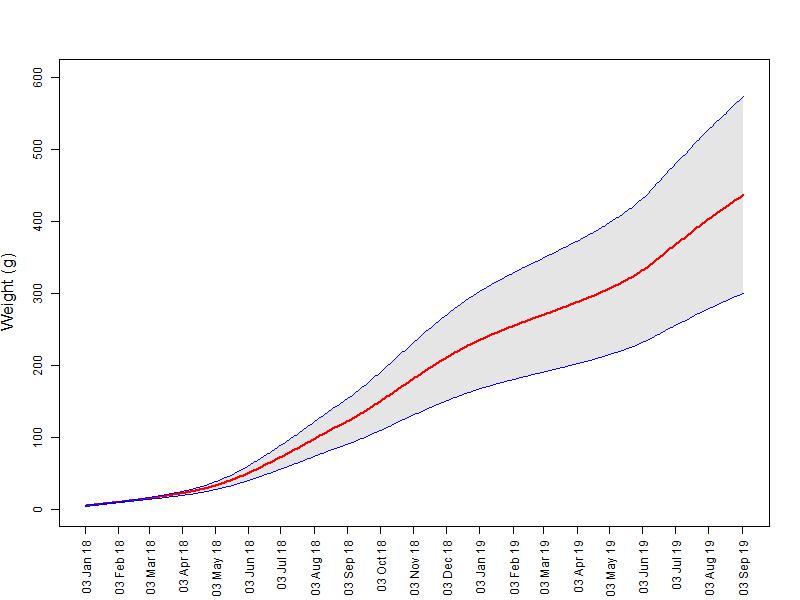 600
500
400
300
200
100
0
Weight (g)
03 Jan 18
03 Feb 18
03 Mar 18
03 Apr 18
03 May 18
03 Jun 18
03 Jul 18
03 Aug 18
03 Sep 18
03 Oct 18
03 Nov 18
03 Dec 18
03 Jan 19
03 Feb 19
03 Mar 19
03 Apr 19
03 May 19
03 Jun 19
03 Jul 19
03 Aug 19
03 Sep 19